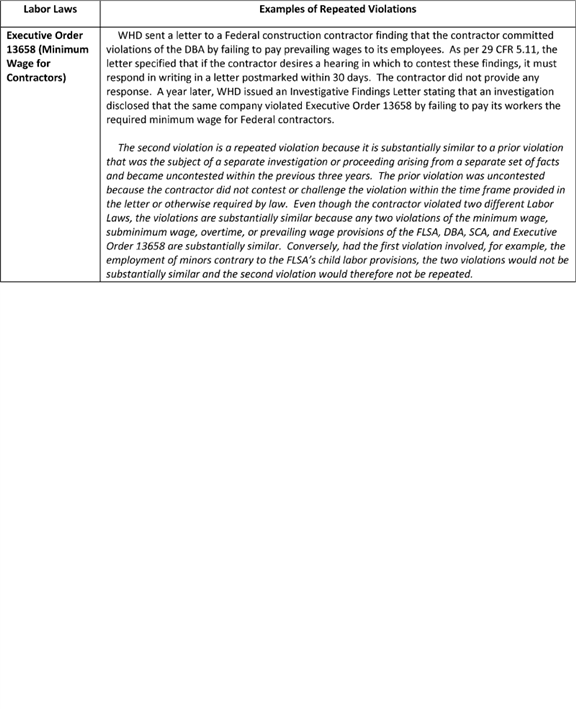 Labor Laws
Examples of Repeated Violations
Executive Order
13658 (Minimum
Wage for
Contractors)
WHD sent a letter to a Federal construction contractor finding that the contractor committed
violations of the DBA by failing to pay prevailing wages to its employees. As per 29 CFR 5.11, the
letter specified that if the contractor desires a hearing in which to contest these findings, it must
respond in writing in a letter postmarked within 30 days. The contractor did not provide any
response. A year later, WHD issued an Investigative Findings Letter stating that an investigation
disclosed that the same company violated Executive Order 13658 by failing to pay its workers the
required minimum wage for Federal contractors.
The second violation is a repeated violation because it is substantially similar to a prior violation
that was the subject of a separate investigation or proceeding arising from a separate set of facts
and became uncontested within the previous three years. The prior violation was uncontested
because the contractor did not contest or challenge the violation within the time frame provided in
the letter or otherwise required by law. Even though the contractor violated two different Labor
Laws, the violations are substantially similar because any two violations of the minimum wage,
subminimum wage, overtime, or prevailing wage provisions of the FLSA, DBA, SCA, and Executive
Order 13658 are substantially similar. Conversely, had the first violation involved, for example, the
employment of minors contrary to the FLSA's child labor provisions, the two violations would not be
substantially similar and the second violation would therefore not be repeated.